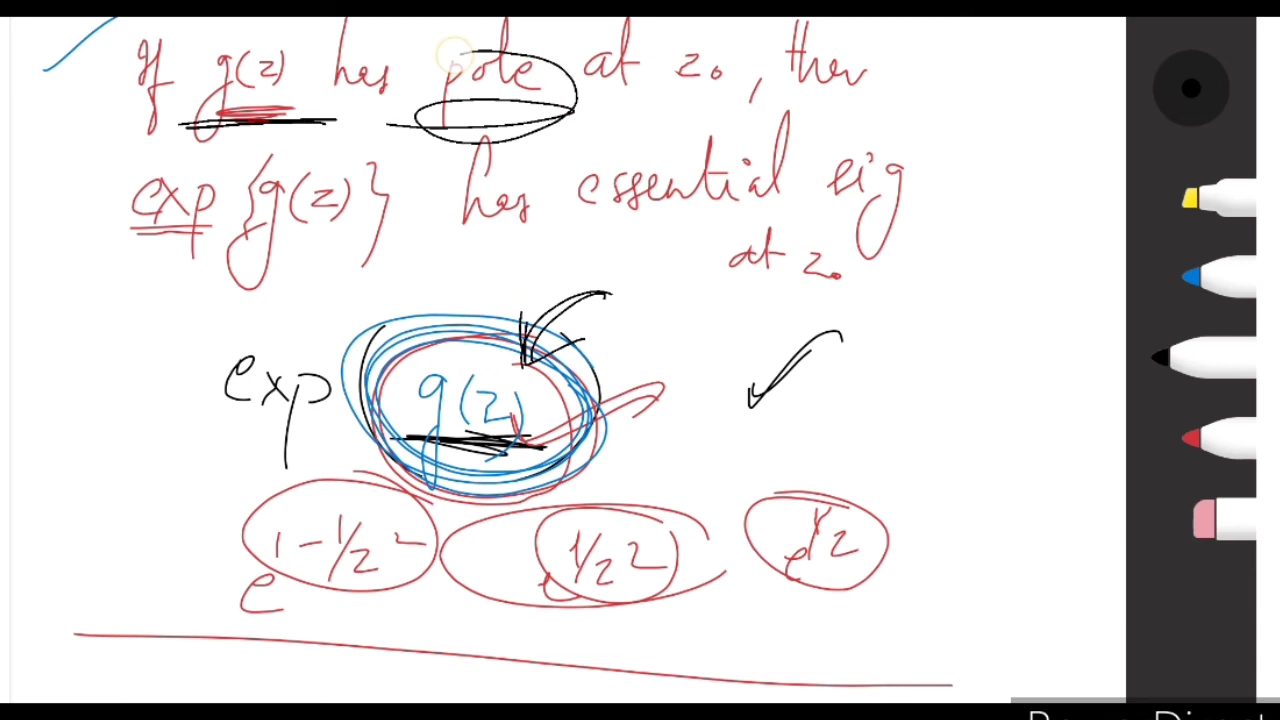 If g(z) has pole at z₀, then
exp {g(z)} has essential sig
at z₀
exp (g(z))
e^{1-1/z²} e^{1/z²} e^{1/z}